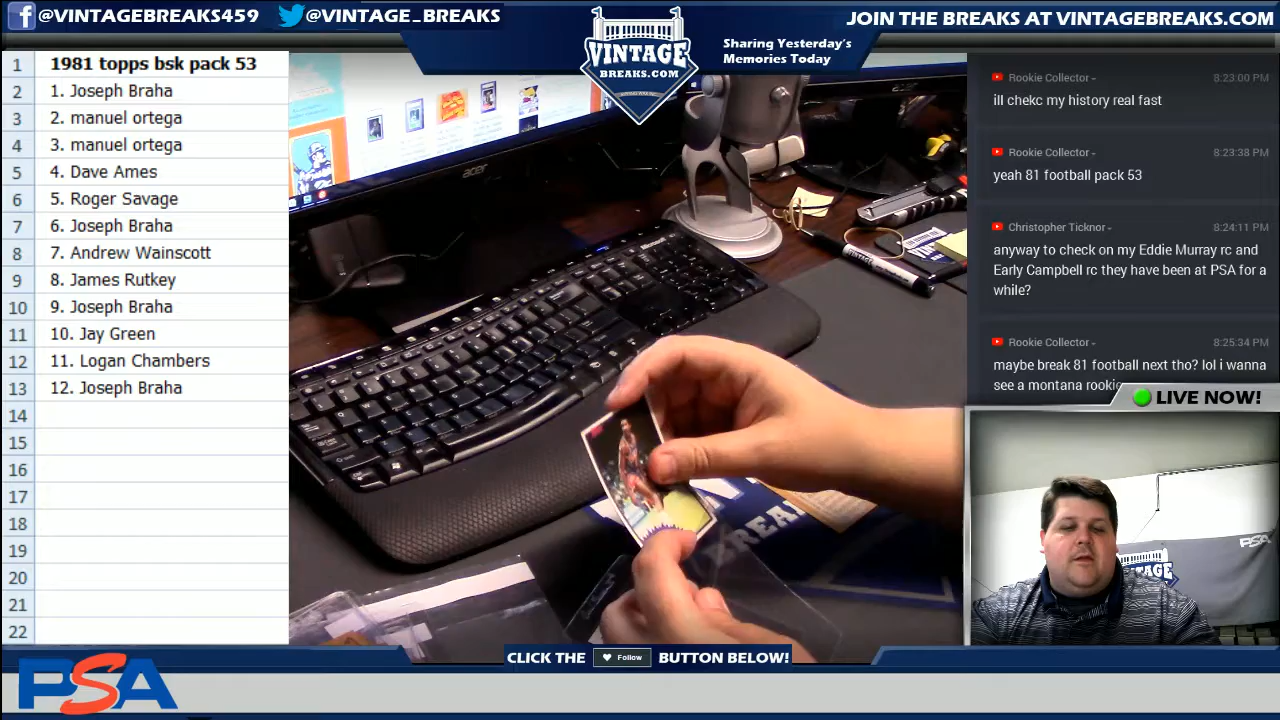 @VINTAGEBREAKS459 @VINTAGE_BREAKS
JOIN THE BREAKS AT VINTAGEBREAKS.COM
VINTAGE
BREAKS.COM
Sharing Yesterday's
Memories Today
1 1981 topps bsk pack 53
2 1. Joseph Braha
3 2. manuel ortega
4 3. manuel ortega
5 4. Dave Ames
6 5. Roger Savage
7 6. Joseph Braha
8 7. Andrew Wainscott
9 8. James Rutkey
10 9. Joseph Braha
11 10. Jay Green
12 11. Logan Chambers
13 12. Joseph Braha
14
15
16
17
18
19
20
21
22
acer
Microsoft
BREAKS
Rookie Collector 8:23:00 PM
ill chekc my history real fast
Rookie Collector 8:23:38 PM
yeah 81 football pack 53
Christopher Ticknor 8:24:11 PM
anyway to check on my Eddie Murray rc and
Early Campbell rc they have been at PSA for a
while?
Rookie Collector 8:25:34 PM
maybe break 81 football next tho? lol i wanna
see a montana rookie
LIVE NOW!
PSA
VINTAGE
CLICK THE Follow BUTTON BELOW!
PSA